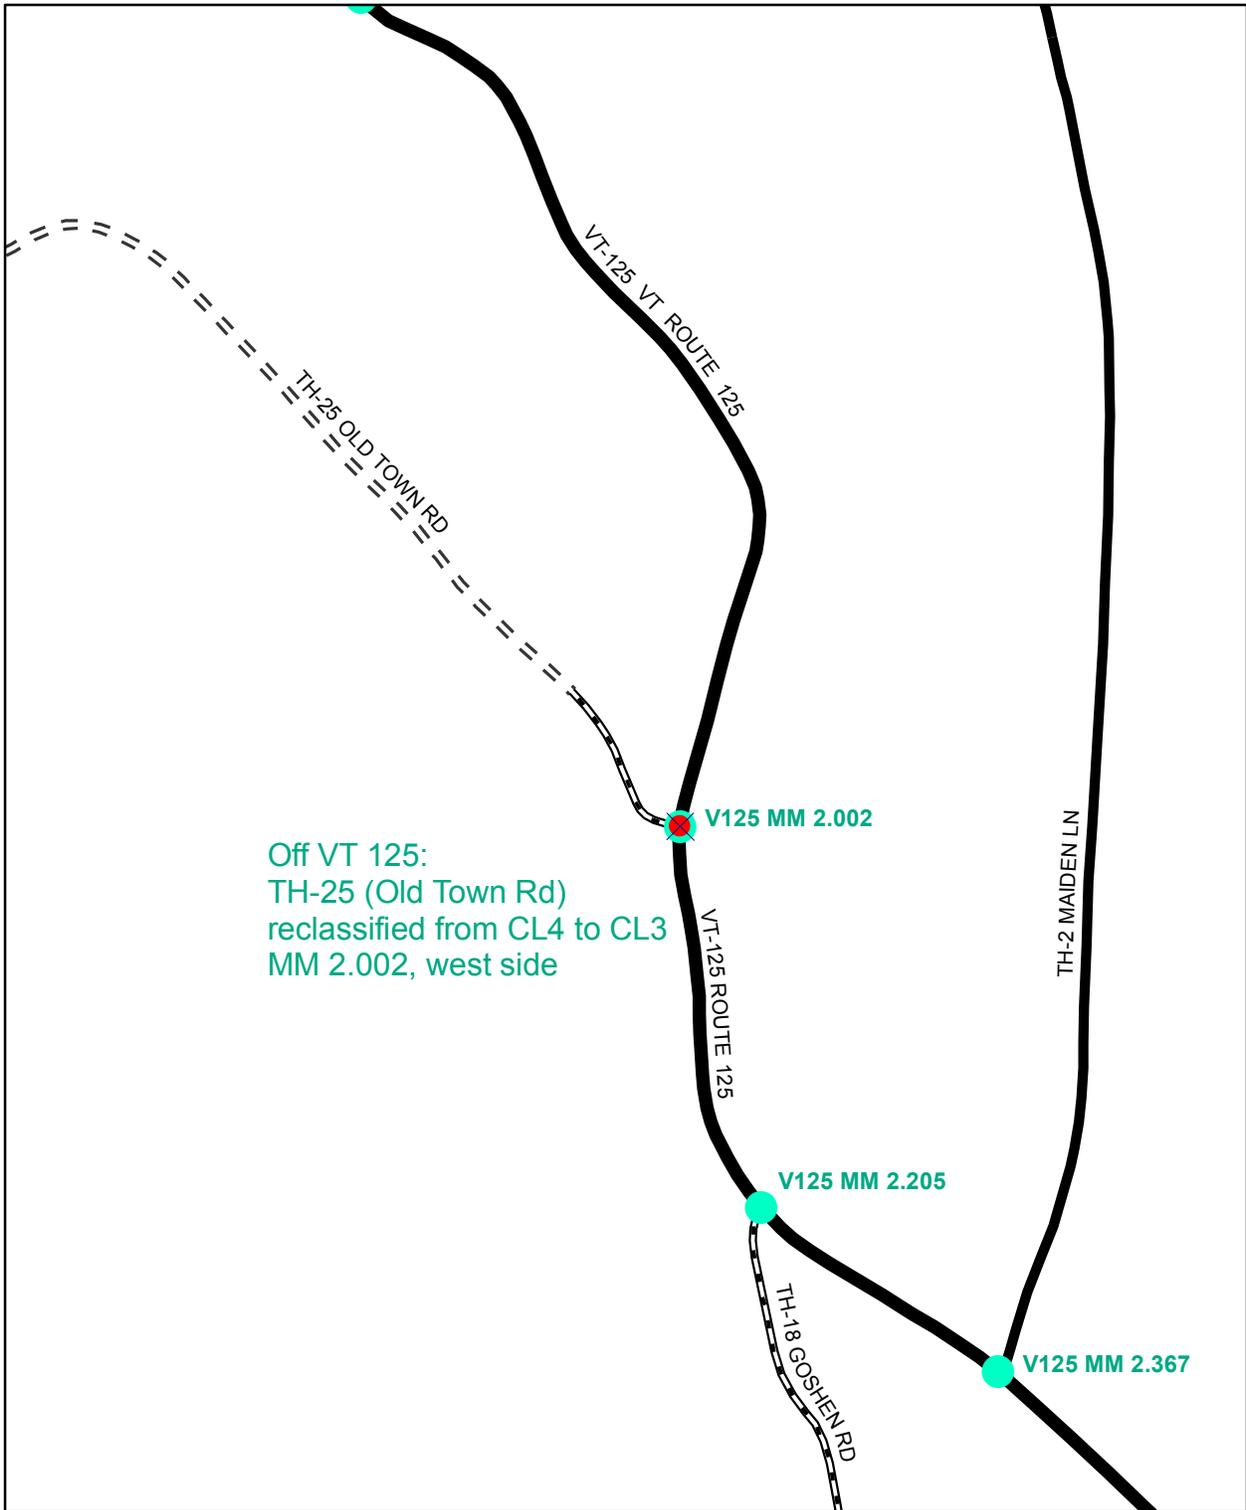 VT-125 VT ROUTE 125
TH-25 OLD TOWN RD
V125 MM 2.002
Off VT 125:
TH-25 (Old Town Rd)
reclassified from CL4 to CL3
MM 2.002, west side
TH-2 MAIDEN LN
VT-125 ROUTE 125
V125 MM 2.205
TH-18 GOSHEN RD
V125 MM 2.367